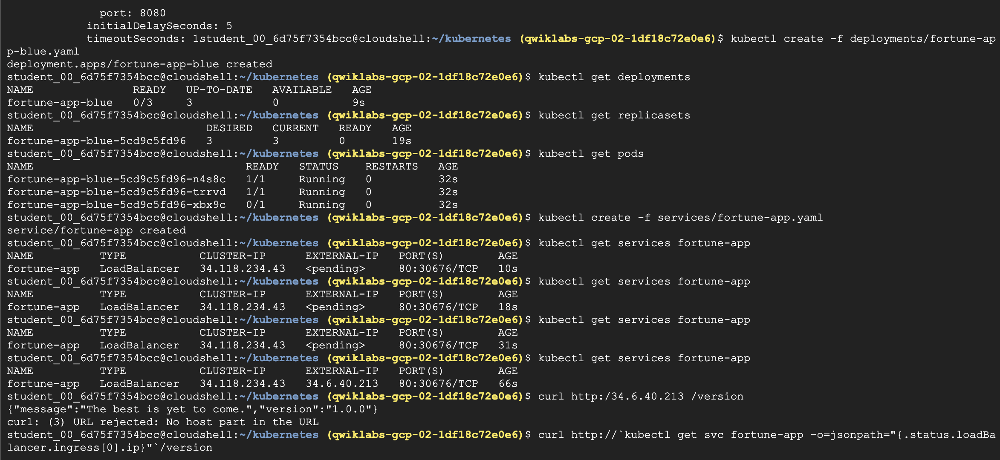 port: 8080
initialDelaySeconds: 5
timeoutSeconds: 1student_00_6d75f7354bcc@cloudshell:~/kubernetes (qwiklabs-gcp-02-1df18c72e0e6)$ kubectl create -f deployments/fortune-ap
p-blue.yaml
deployment.apps/fortune-app-blue created
student_00_6d75f7354bcc@cloudshell:~/kubernetes (qwiklabs-gcp-02-1df18c72e0e6)$ kubectl get deployments
NAME               READY   UP-TO-DATE   AVAILABLE   AGE
fortune-app-blue   0/3     3            0           9s
student_00_6d75f7354bcc@cloudshell:~/kubernetes (qwiklabs-gcp-02-1df18c72e0e6)$ kubectl get replicasets
NAME                          DESIRED   CURRENT   READY   AGE
fortune-app-blue-5cd9c5fd96   3         3         0       19s
student_00_6d75f7354bcc@cloudshell:~/kubernetes (qwiklabs-gcp-02-1df18c72e0e6)$ kubectl get pods
NAME                                READY   STATUS    RESTARTS   AGE
fortune-app-blue-5cd9c5fd96-n4s8c   1/1     Running   0          32s
fortune-app-blue-5cd9c5fd96-trrvd   1/1     Running   0          32s
fortune-app-blue-5cd9c5fd96-xbx9c   0/1     Running   0          32s
student_00_6d75f7354bcc@cloudshell:~/kubernetes (qwiklabs-gcp-02-1df18c72e0e6)$ kubectl create -f services/fortune-app.yaml
service/fortune-app created
student_00_6d75f7354bcc@cloudshell:~/kubernetes (qwiklabs-gcp-02-1df18c72e0e6)$ kubectl get services fortune-app
NAME          TYPE           CLUSTER-IP      EXTERNAL-IP   PORT(S)        AGE
fortune-app   LoadBalancer   34.118.234.43   <pending>     80:30676/TCP   10s
student_00_6d75f7354bcc@cloudshell:~/kubernetes (qwiklabs-gcp-02-1df18c72e0e6)$ kubectl get services fortune-app
NAME          TYPE           CLUSTER-IP      EXTERNAL-IP   PORT(S)        AGE
fortune-app   LoadBalancer   34.118.234.43   <pending>     80:30676/TCP   18s
student_00_6d75f7354bcc@cloudshell:~/kubernetes (qwiklabs-gcp-02-1df18c72e0e6)$ kubectl get services fortune-app
NAME          TYPE           CLUSTER-IP      EXTERNAL-IP   PORT(S)        AGE
fortune-app   LoadBalancer   34.118.234.43   <pending>     80:30676/TCP   31s
student_00_6d75f7354bcc@cloudshell:~/kubernetes (qwiklabs-gcp-02-1df18c72e0e6)$ kubectl get services fortune-app
NAME          TYPE           CLUSTER-IP      EXTERNAL-IP   PORT(S)        AGE
fortune-app   LoadBalancer   34.118.234.43   34.6.40.213   80:30676/TCP   66s
student_00_6d75f7354bcc@cloudshell:~/kubernetes (qwiklabs-gcp-02-1df18c72e0e6)$ curl http:/34.6.40.213 /version
{"message":"The best is yet to come.","version":"1.0.0"}
curl: (3) URL rejected: No host part in the URL
student_00_6d75f7354bcc@cloudshell:~/kubernetes (qwiklabs-gcp-02-1df18c72e0e6)$ curl http://`kubectl get svc fortune-app -o=jsonpath="{.status.loadBa
lancer.ingress[0].ip}"`/version